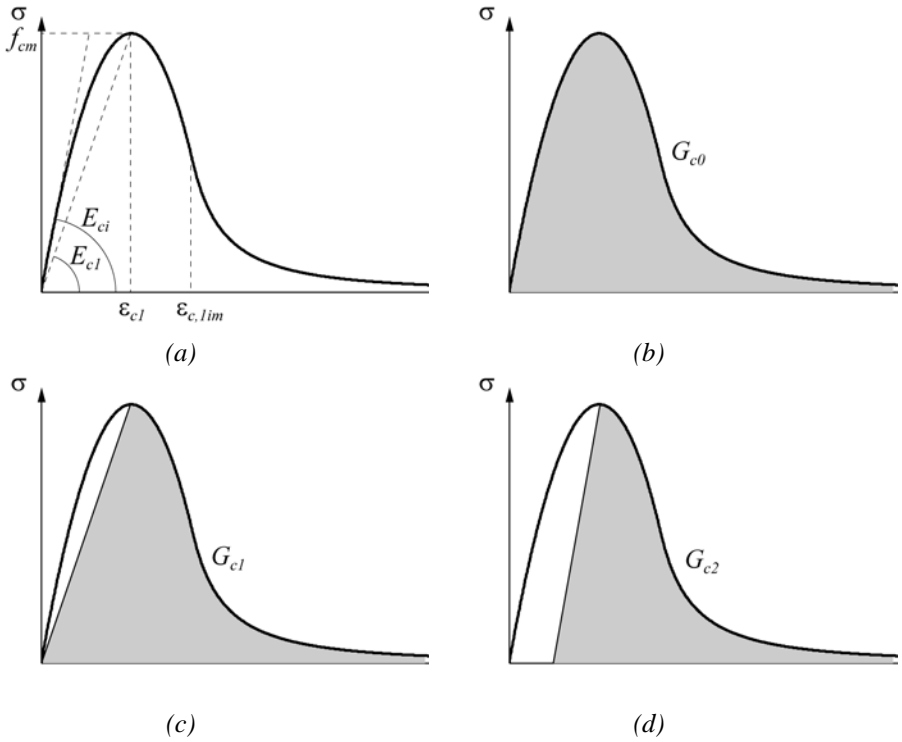 σ
f_cm
E_ci
E_c1
ε_c1
ε_c,lim
(a)
G_c0
(b)
σ
G_c1
(c)
σ
G_c2
(d)